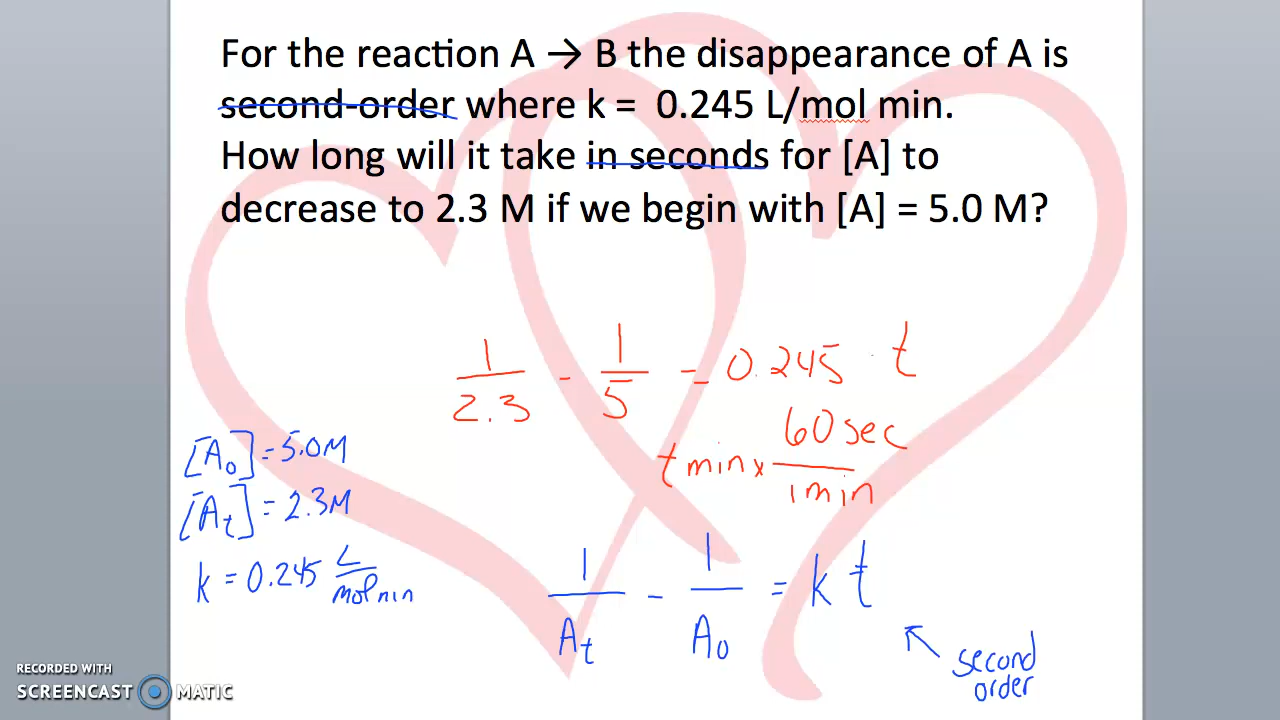 For the reaction A → B the disappearance of A is
second-order where k = 0.245 L/mol min.
How long will it take in seconds for [A] to
decrease to 2.3 M if we begin with [A] = 5.0 M?
1/2.3 - 1/5 = 0.245 · t
t min x 60 sec/1 min
[A₀] = 5.0M
[Aₜ] = 2.3M
k = 0.245 L/mol min
1/Aₜ - 1/A₀ = k t
second
order
RECORDED WITH
SCREENCAST MATIC